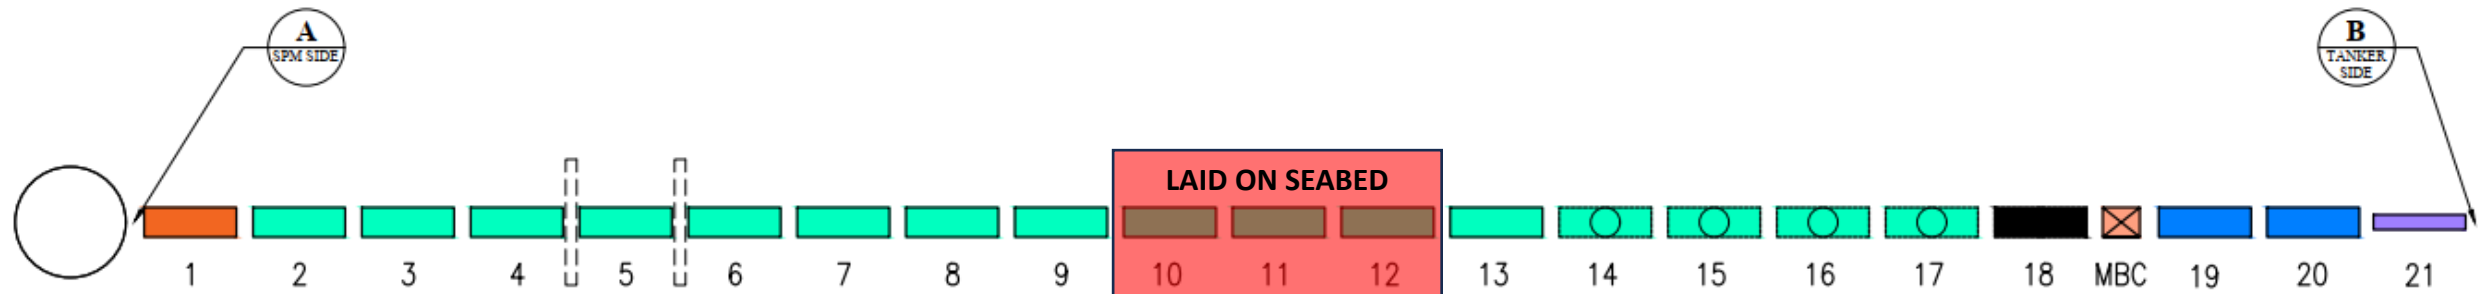 A
SPM SIDE
B
TANKER
SIDE
LAID ON SEABED
1 2 3 4 5 6 7 8 9 10 11 12 13 14 15 16 17 18 MBC 19 20 21